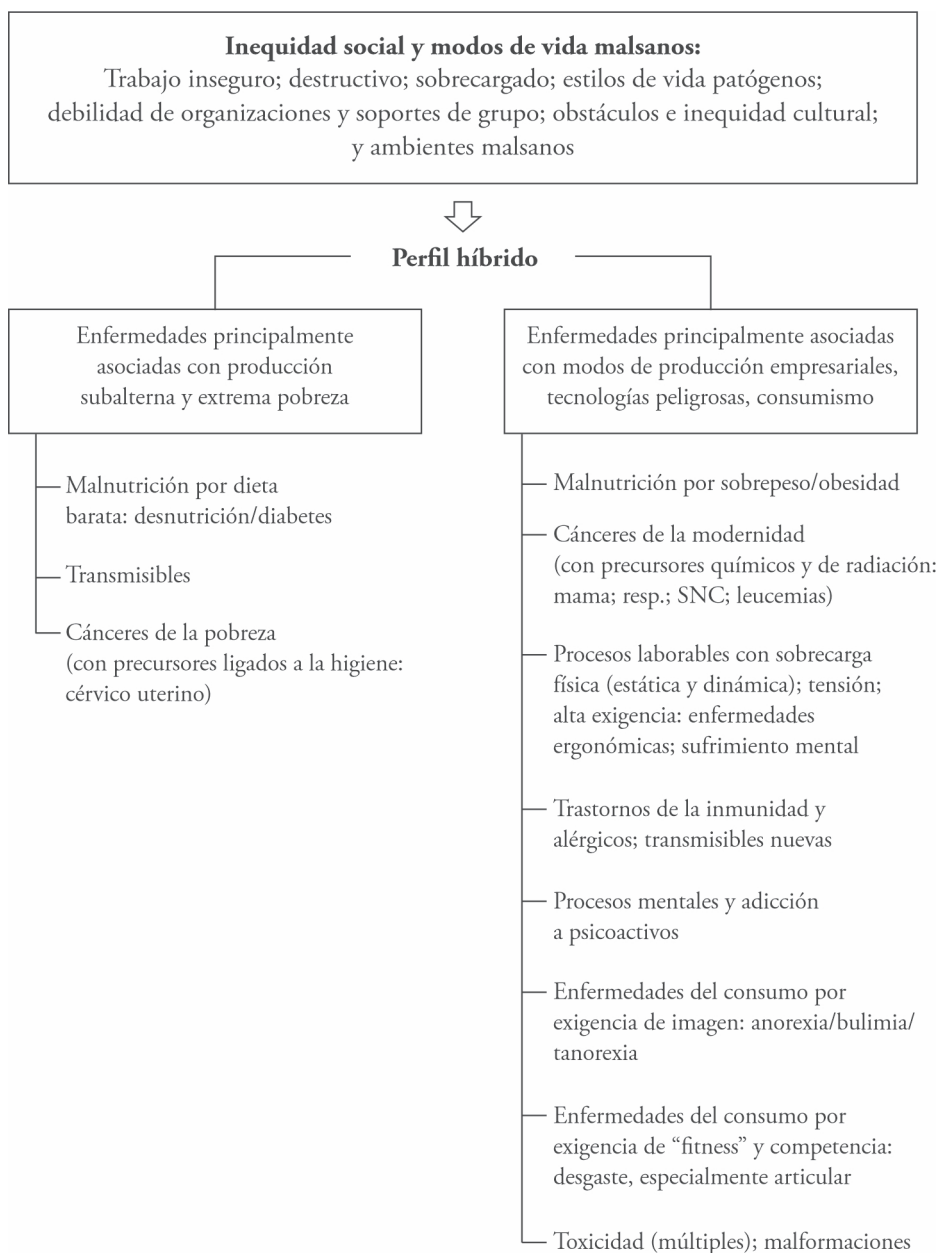 Inequidad social y modos de vida malsanos:
Trabajo inseguro; destructivo; sobrecargado; estilos de vida patógenos;
debilidad de organizaciones y soportes de grupo; obstáculos e inequidad cultural;
y ambientes malsanos
Perfil híbrido
Enfermedades principalmente
asociadas con producción
subalterna y extrema pobreza
Malnutrición por dieta
barata: desnutrición/diabetes
Transmisibles
Cánceres de la pobreza
(con precursores ligados a la higiene:
cérvico uterino)
Enfermedades principalmente asociadas
con modos de producción empresariales,
tecnologías peligrosas, consumismo
Malnutrición por sobrepeso/obesidad
Cánceres de la modernidad
(con precursores químicos y de radiación:
mama; resp.; SNC; leucemias)
Procesos laborables con sobrecarga
física (estática y dinámica); tensión;
alta exigencia: enfermedades
ergonómicas; sufrimiento mental
Trastornos de la inmunidad y
alérgicos; transmisibles nuevas
Procesos mentales y adicción
a psicoactivos
Enfermedades del consumo por
exigencia de imagen: anorexia/bulimia/
tanorexia
Enfermedades del consumo por
exigencia de “fitness” y competencia:
desgaste, especialmente articular
Toxicidad (múltiples); malformaciones